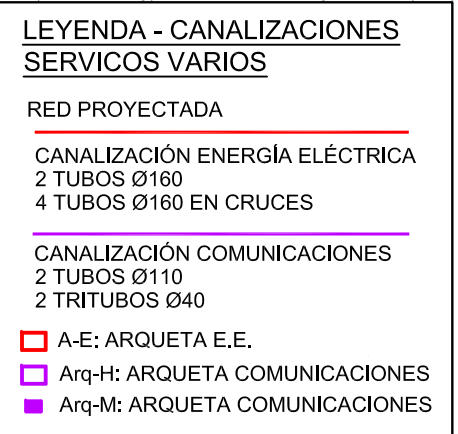 LEYENDA - CANALIZACIONES
SERVICOS VARIOS
RED PROYECTADA
CANALIZACIÓN ENERGÍA ELÉCTRICA
2 TUBOS Ø160
4 TUBOS Ø160 EN CRUCES
CANALIZACIÓN COMUNICACIONES
2 TUBOS Ø110
2 TRITUBOS Ø40
A-E: ARQUETA E.E.
Arq-H: ARQUETA COMUNICACIONES
Arq-M: ARQUETA COMUNICACIONES